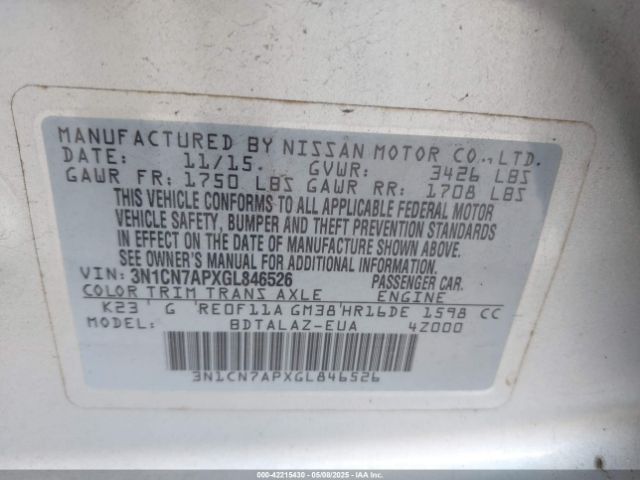 MANUFACTURED BY NISSAN MOTOR CO., LTD.
DATE: 11/15. GVWR: 3426 LBS
GAWR FR: 1750 LBS GAWR RR: 1708 LBS
THIS VEHICLE CONFORMS TO ALL APPLICABLE FEDERAL MOTOR
VEHICLE SAFETY, BUMPER AND THEFT PREVENTION STANDARDS
IN EFFECT ON THE DATE OF MANUFACTURE SHOWN ABOVE.
SEE OWNER'S MANUAL FOR ADDITIONAL INFORMATION
VIN: 3N1CN7APXGL846526 PASSENGER CAR.
COLOR TRIM TRANS AXLE ENGINE
K23 G RE0F11A GM38 HR16DE 1598 CC
MODEL: BDTALAZ-EUA 4Z000
3N1CN7APXGL846526
000-42215430 - 05/08/2025 - IAA Inc.